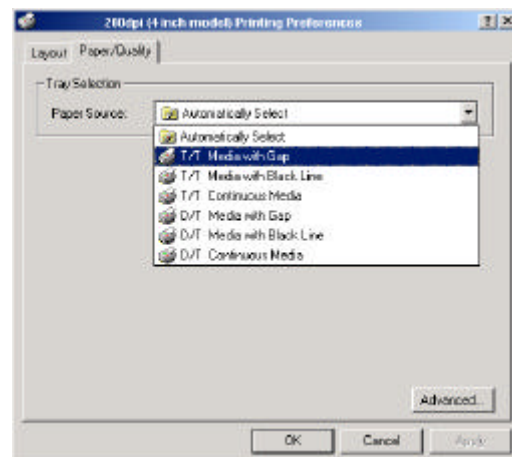 200dpi (4 inch model) Printing Preferences
Layout Paper/Quality
Tray Selection
Paper Source: Automatically Select
Automatically Select
T/T Media with Gap
T/T Media with Black Line
T/T Continuous Media
D/T Media with Gap
D/T Media with Black Line
D/T Continuous Media
Advanced...
OK Cancel Apply